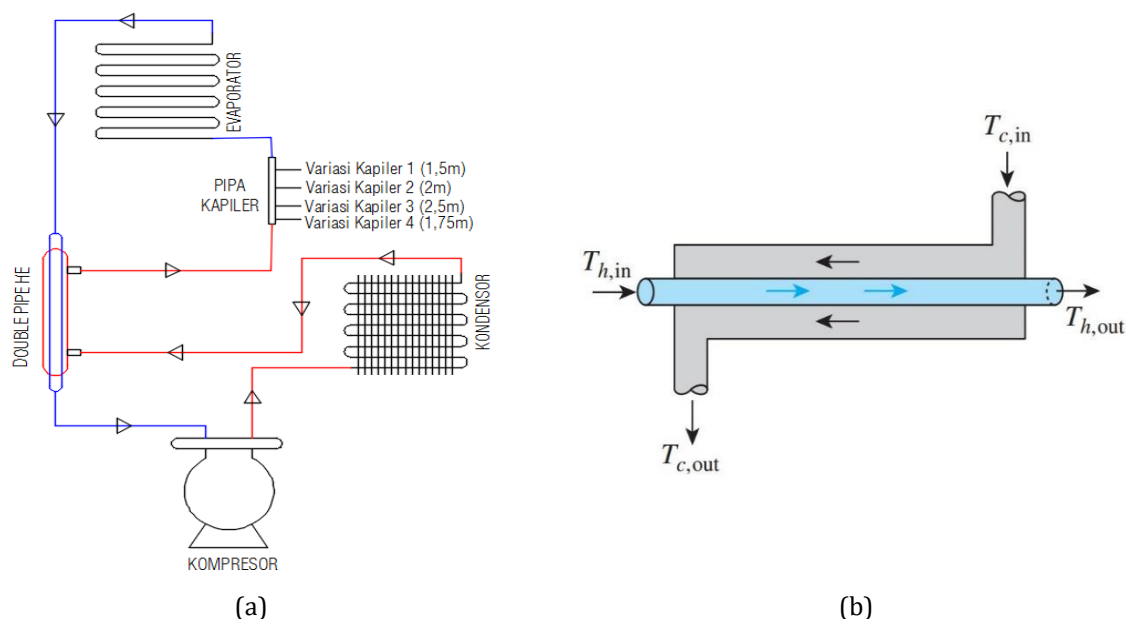 EVAPORATOR
PIPA
KAPILER
Variasi Kapiler 1 (1,5m)
Variasi Kapiler 2 (2m)
Variasi Kapiler 3 (2,5m)
Variasi Kapiler 4 (1,75m)
DOUBLE PIPE HE
KONDENSOR
KOMPRESOR
(a)
T_c,in
T_h,in
T_h,out
T_c,out
(b)